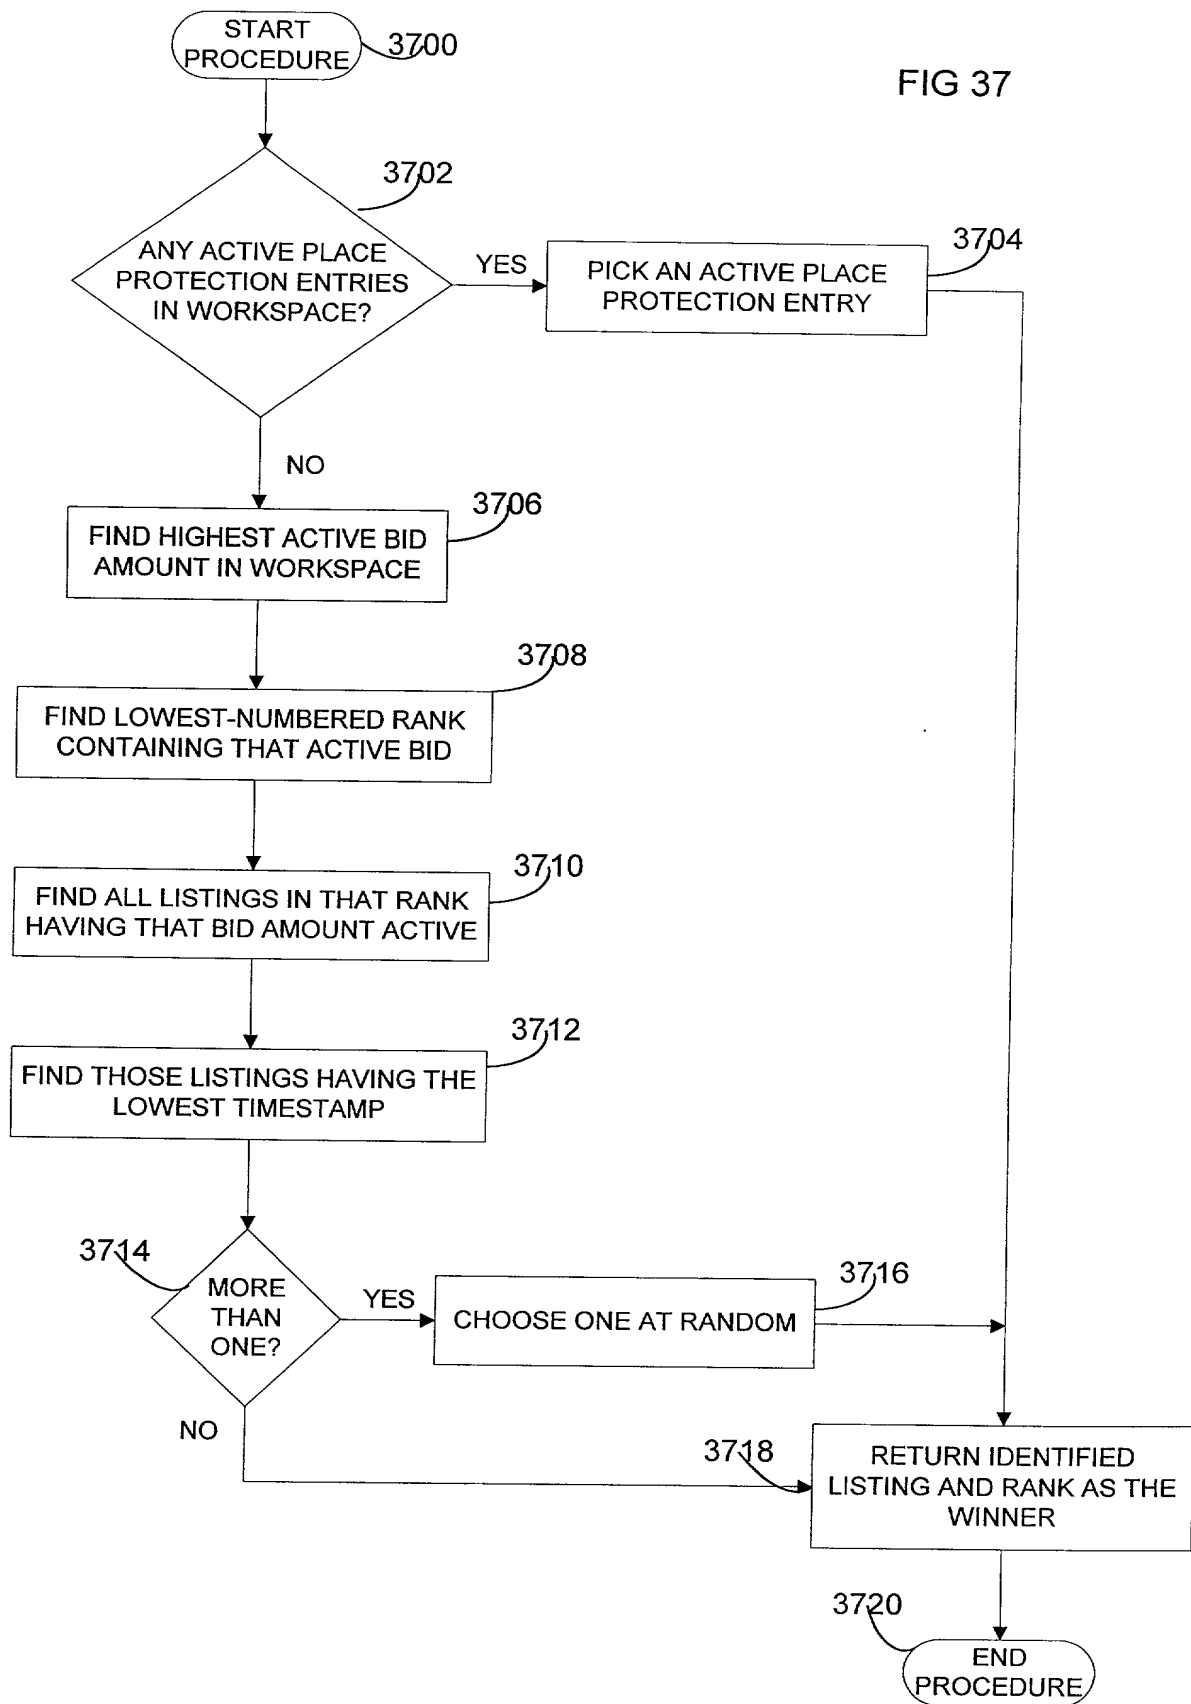 START
PROCEDURE
3700
FIG 37
3702
ANY ACTIVE PLACE
PROTECTION ENTRIES
IN WORKSPACE?
YES
3704
PICK AN ACTIVE PLACE
PROTECTION ENTRY
NO
3706
FIND HIGHEST ACTIVE BID
AMOUNT IN WORKSPACE
3708
FIND LOWEST-NUMBERED RANK
CONTAINING THAT ACTIVE BID
3710
FIND ALL LISTINGS IN THAT RANK
HAVING THAT BID AMOUNT ACTIVE
3712
FIND THOSE LISTINGS HAVING THE
LOWEST TIMESTAMP
3714
MORE
THAN
ONE?
YES
3716
CHOOSE ONE AT RANDOM
NO
3718
RETURN IDENTIFIED
LISTING AND RANK AS THE
WINNER
3720
END
PROCEDURE